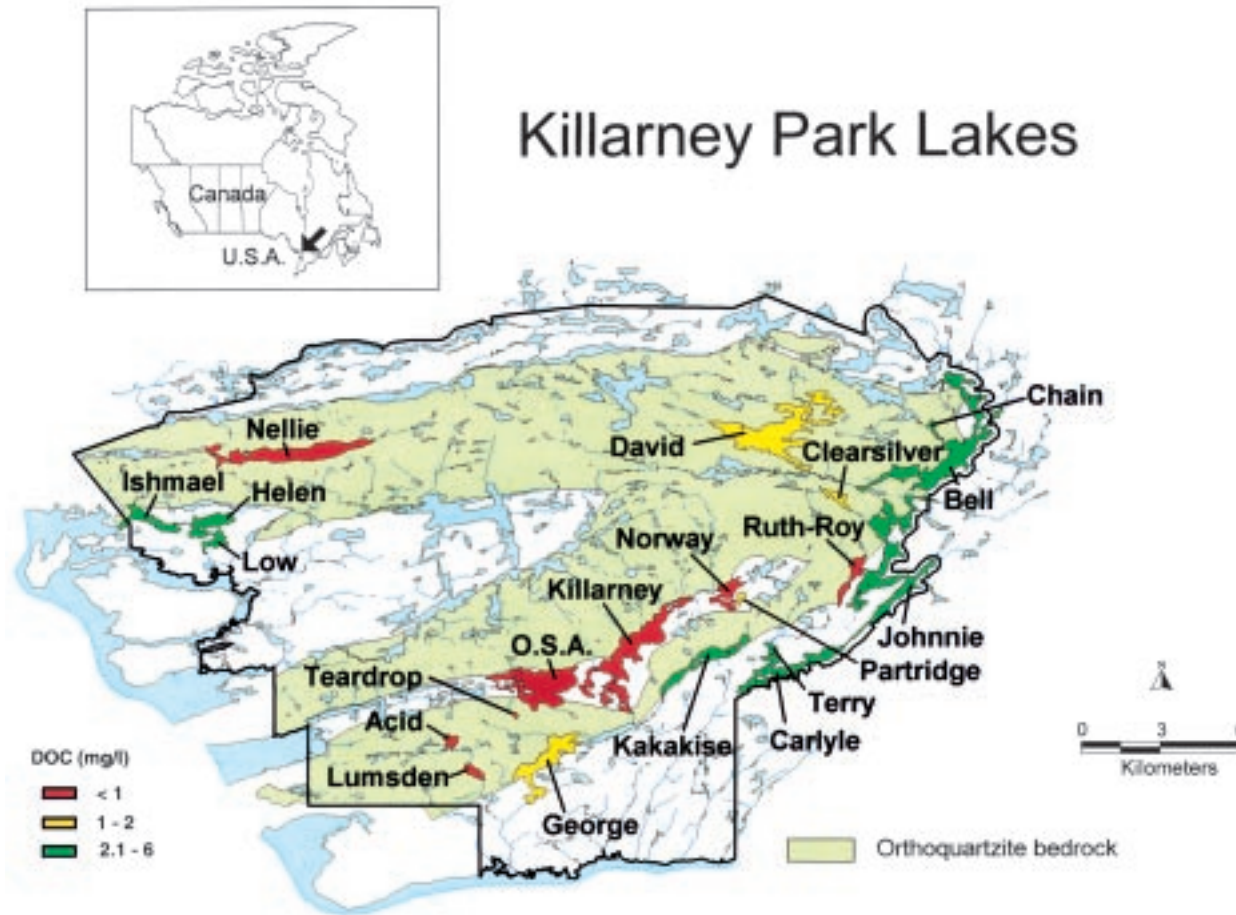 Killarney Park Lakes
Canada
U.S.A.
Chain
Nellie
David
Clearsilver
Ishmael
Helen
Bell
Ruth-Roy
Norway
Low
Killarney
Johnnie
O.S.A.
Partridge
Teardrop
Terry
Acid
Kakakise
Carlyle
Lumsden
George
DOC (mg/l)
< 1
1 - 2
2.1 - 6
N
0 3 6
Kilometers
Orthoquartzite bedrock